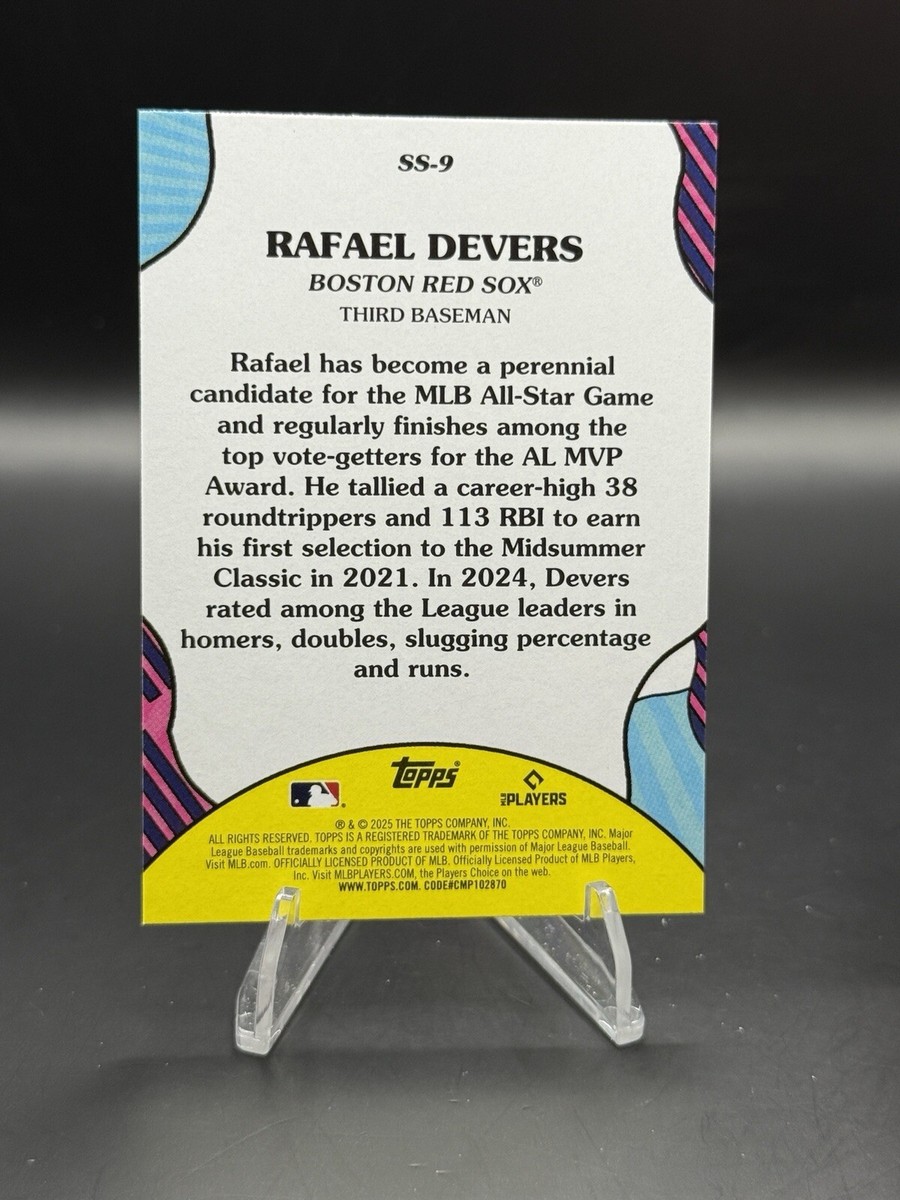 SS-9
RAFAEL DEVERS
BOSTON RED SOX®
THIRD BASEMAN
Rafael has become a perennial
candidate for the MLB All-Star Game
and regularly finishes among the
top vote-getters for the AL MVP
Award. He tallied a career-high 38
roundtrippers and 113 RBI to earn
his first selection to the Midsummer
Classic in 2021. In 2024, Devers
rated among the League leaders in
homers, doubles, slugging percentage
and runs.
Topps®
MLB PLAYERS
® & © 2025 THE TOPPS COMPANY, INC.
ALL RIGHTS RESERVED. TOPPS IS A REGISTERED TRADEMARK OF THE TOPPS COMPANY, INC. Major
League Baseball trademarks and copyrights are used with permission of Major League Baseball.
Visit MLB.com. OFFICIALLY LICENSED PRODUCT OF MLB. Officially Licensed Product of MLB Players,
Inc. Visit MLBPLAYERS.COM, the Players Choice on the web.
WWW.TOPPS.COM. CODE#CMP102870